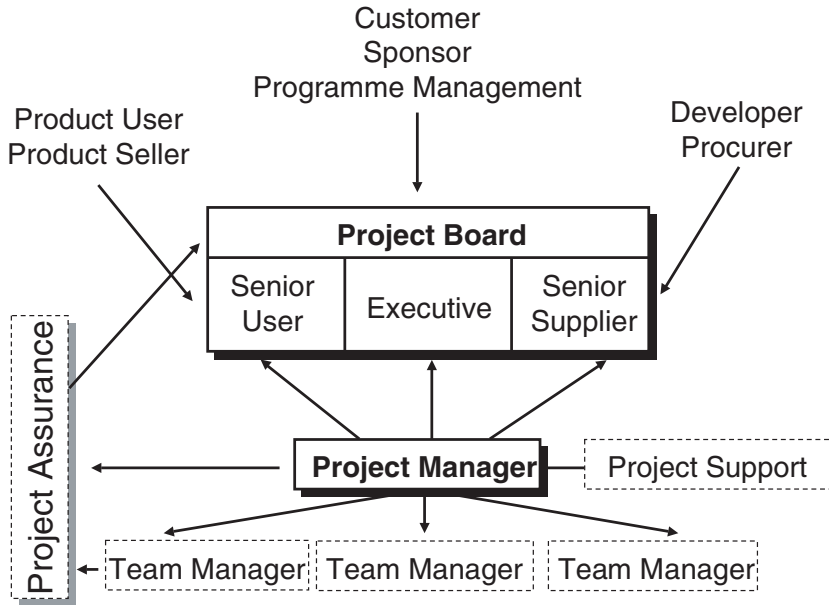 Customer
Sponsor
Programme Management
Product User
Product Seller
Developer
Procurer
Project Board
Senior
User
Executive
Senior
Supplier
Project Assurance
Project Manager
Project Support
Team Manager
Team Manager
Team Manager